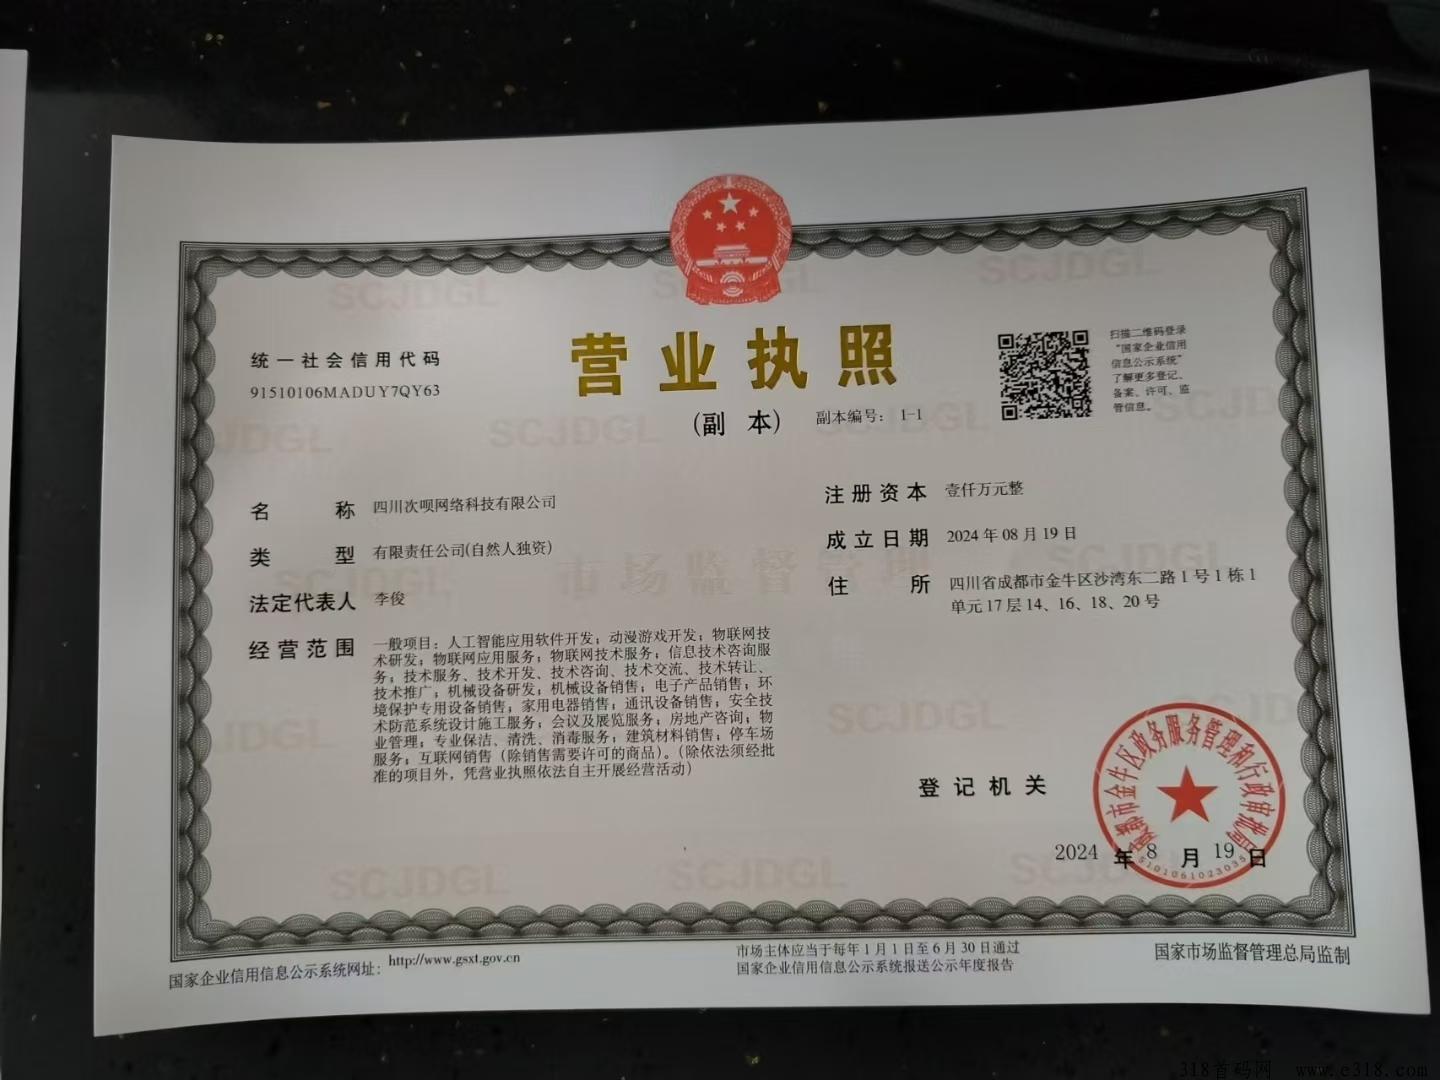 统一社会信用代码
91510106MADUY7QY63
营业执照
(副 本)
副本编号： 1-1
扫描二维码登录
“国家企业信用
信息公示系统”
了解更多登记、
备案、许可、监
管信息。
名 称 四川次呗网络科技有限公司
类 型 有限责任公司(自然人独资)
法定代表人 李俊
经营范围 一般项目：人工智能应用软件开发；动漫游戏开发；物联网技
术研发；物联网应用服务；物联网技术服务；信息技术咨询服
务；技术服务、技术开发、技术咨询、技术交流、技术转让、
技术推广；机械设备研发；机械设备销售；电子产品销售；环
境保护专用设备销售；家用电器销售；通讯设备销售；安全技
术防范系统设计施工服务；会议及展览服务；房地产咨询；物
业管理；专业保洁、清洗、消毒服务；建筑材料销售；停车场
服务；互联网销售（除销售需要许可的商品）。（除依法须经批
准的项目外，凭营业执照依法自主开展经营活动）
注册资本 壹仟万元整
成立日期 2024年08月19日
住 所 四川省成都市金牛区沙湾东二路1号1栋1
单元17层14、16、18、20号
登记机关
成都市金牛区政务服务管理和行政审批局
5101061023035
2024 年 8 月 19 日
SCJDGL
市场监督管理
国家企业信用信息公示系统网址： http://www.gsxt.gov.cn
市场主体应当于每年1月1日至6月30日通过
国家企业信用信息公示系统报送公示年度报告
国家市场监督管理总局监制
318首码网 www.e318.com